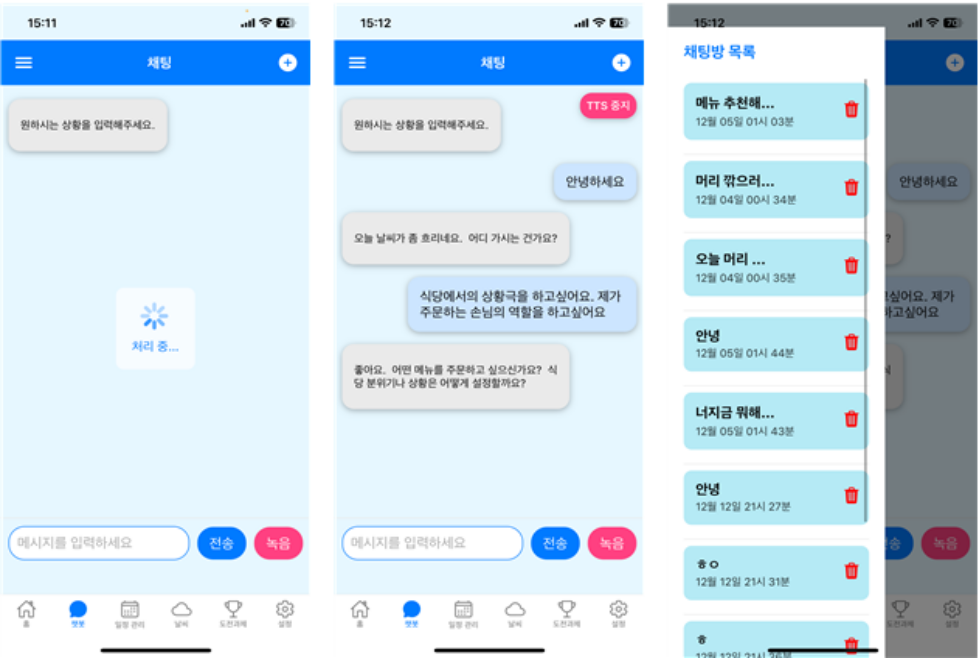 15:11
70
채팅
원하시는 상황을 입력해주세요.
처리 중...
메시지를 입력하세요
전송
녹음
홈
챗봇
일정 관리
날씨
도전과제
설정
15:12
70
채팅
TTS 중지
원하시는 상황을 입력해주세요.
안녕하세요
오늘 날씨가 좀 흐리네요. 어디 가시는 건가요?
식당에서의 상황극을 하고싶어요. 제가
주문하는 손님의 역할을 하고싶어요
좋아요. 어떤 메뉴를 주문하고 싶으신가요? 식
당 분위기나 상황은 어떻게 설정할까요?
메시지를 입력하세요
전송
녹음
홈
챗봇
일정 관리
날씨
도전과제
설정
15:12
70
채팅방 목록
메뉴 추천해...
12월 05일 01시 03분
머리 깎으러...
12월 04일 00시 34분
오늘 머리 ...
12월 04일 00시 35분
안녕
12월 05일 01시 44분
너지금 뭐해...
12월 05일 01시 43분
안녕
12월 12일 21시 27분
ㅎㅇ
12월 12일 21시 31분
ㅎ
12월 12일 21시 36분
안녕하세요
?
싶어요. 제가
하고싶어요
식
송
녹음
도전과제
설정